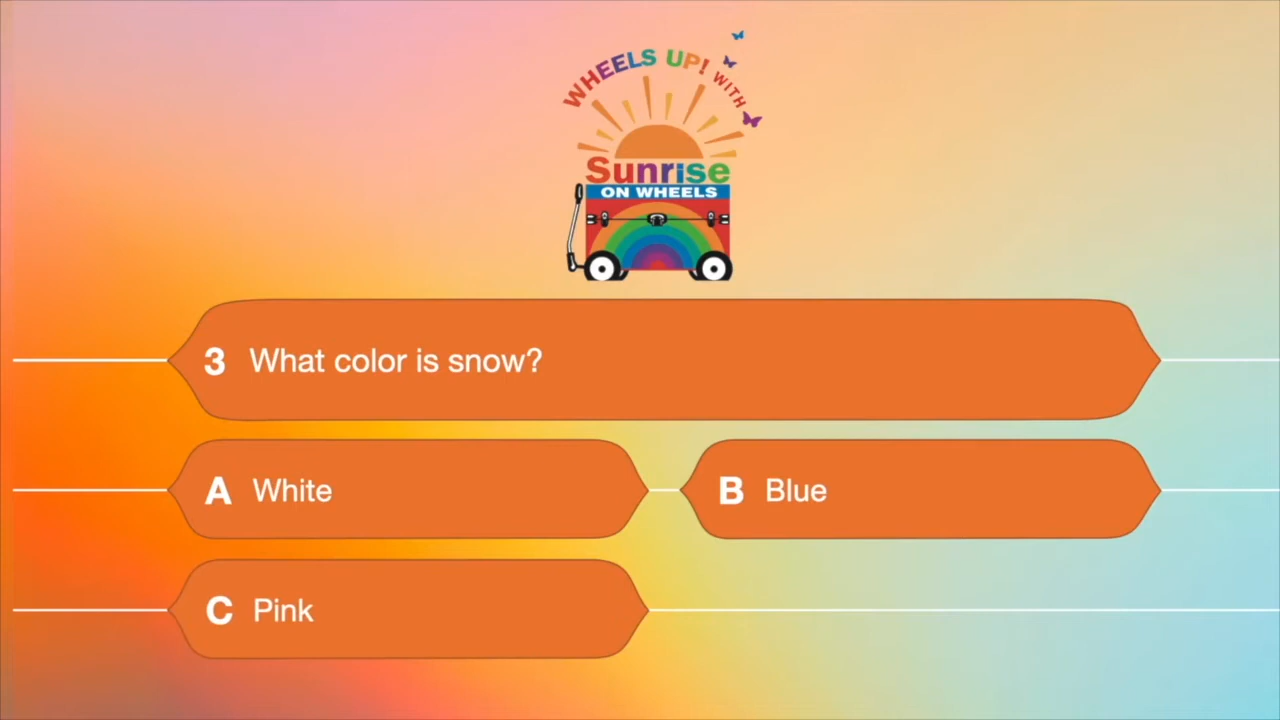 WHEELS UP! WITH
Sunrise
ON WHEELS
3 What color is snow?
A White
B Blue
C Pink